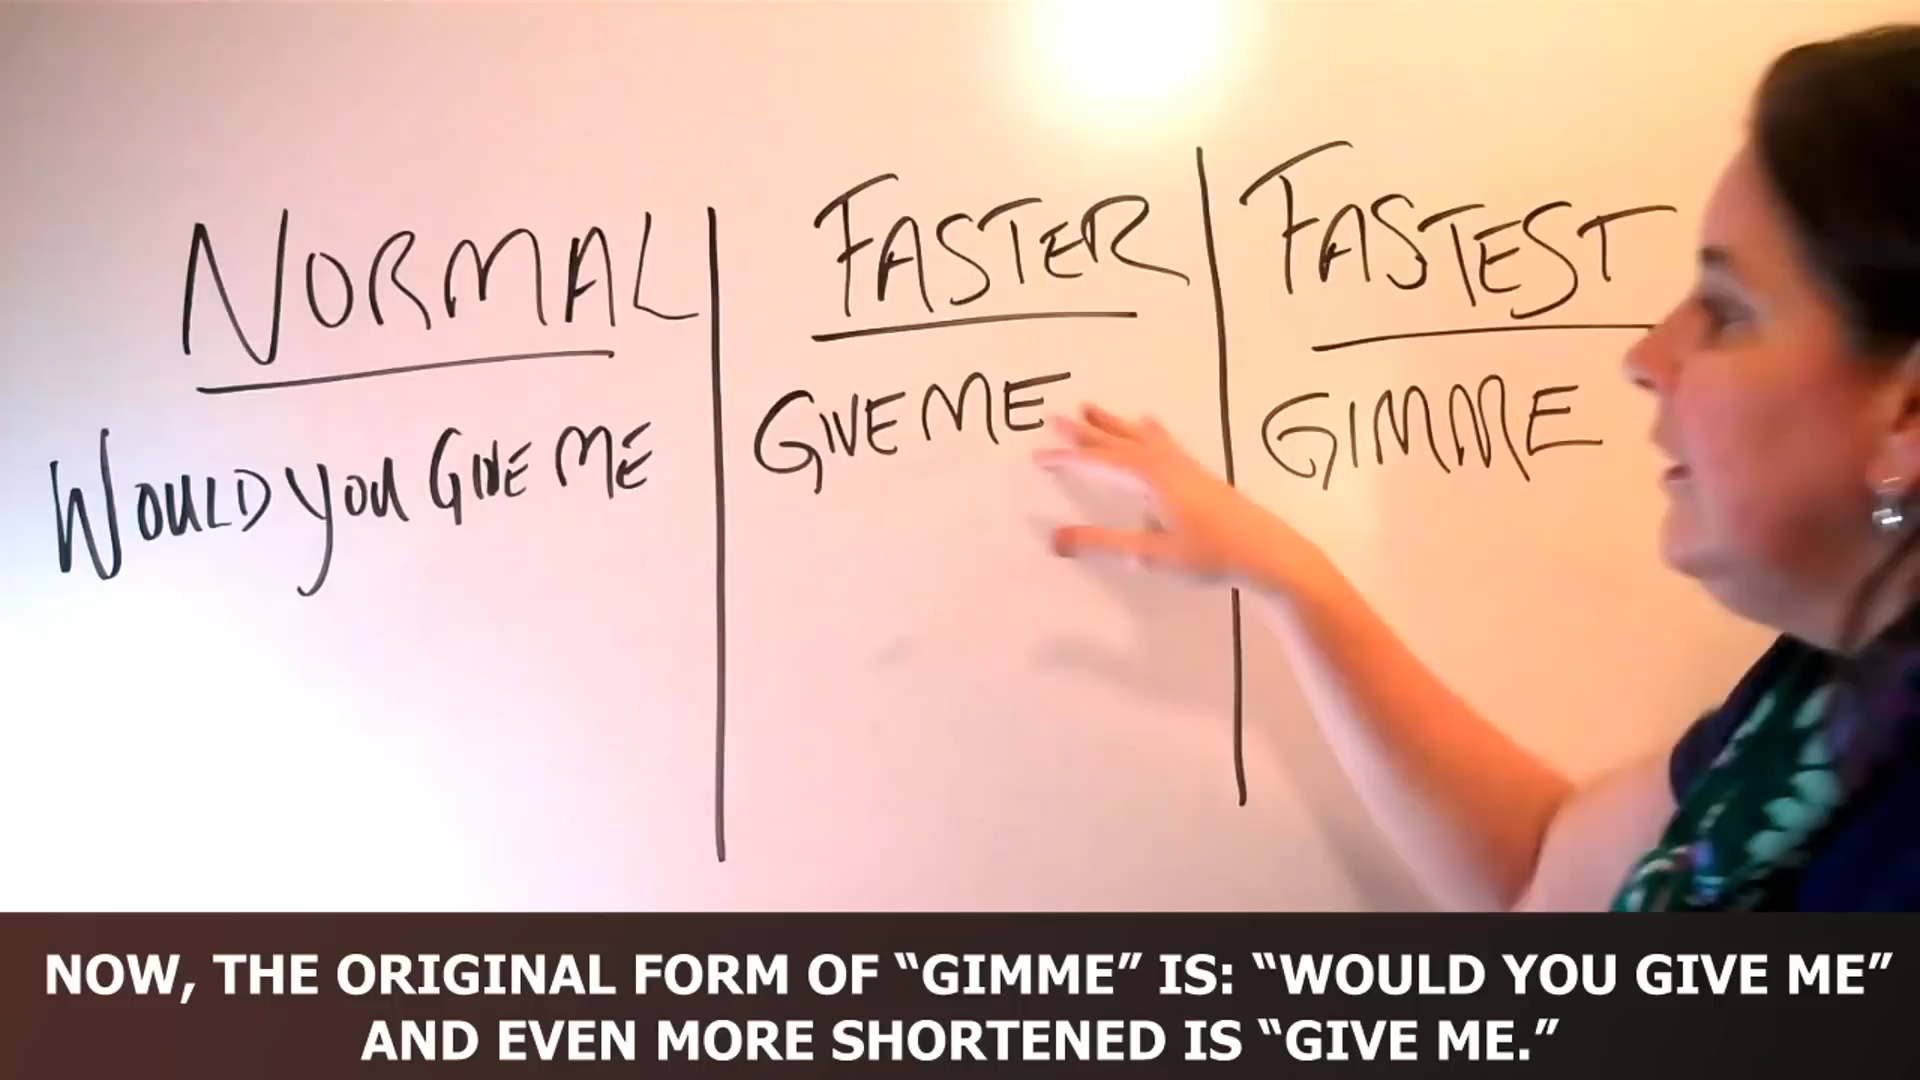 NORMAL
FASTER
FASTEST
WOULD YOU GIVE ME
GIVE ME
GIMME
NOW, THE ORIGINAL FORM OF “GIMME” IS: “WOULD YOU GIVE ME”
AND EVEN MORE SHORTENED IS “GIVE ME.”